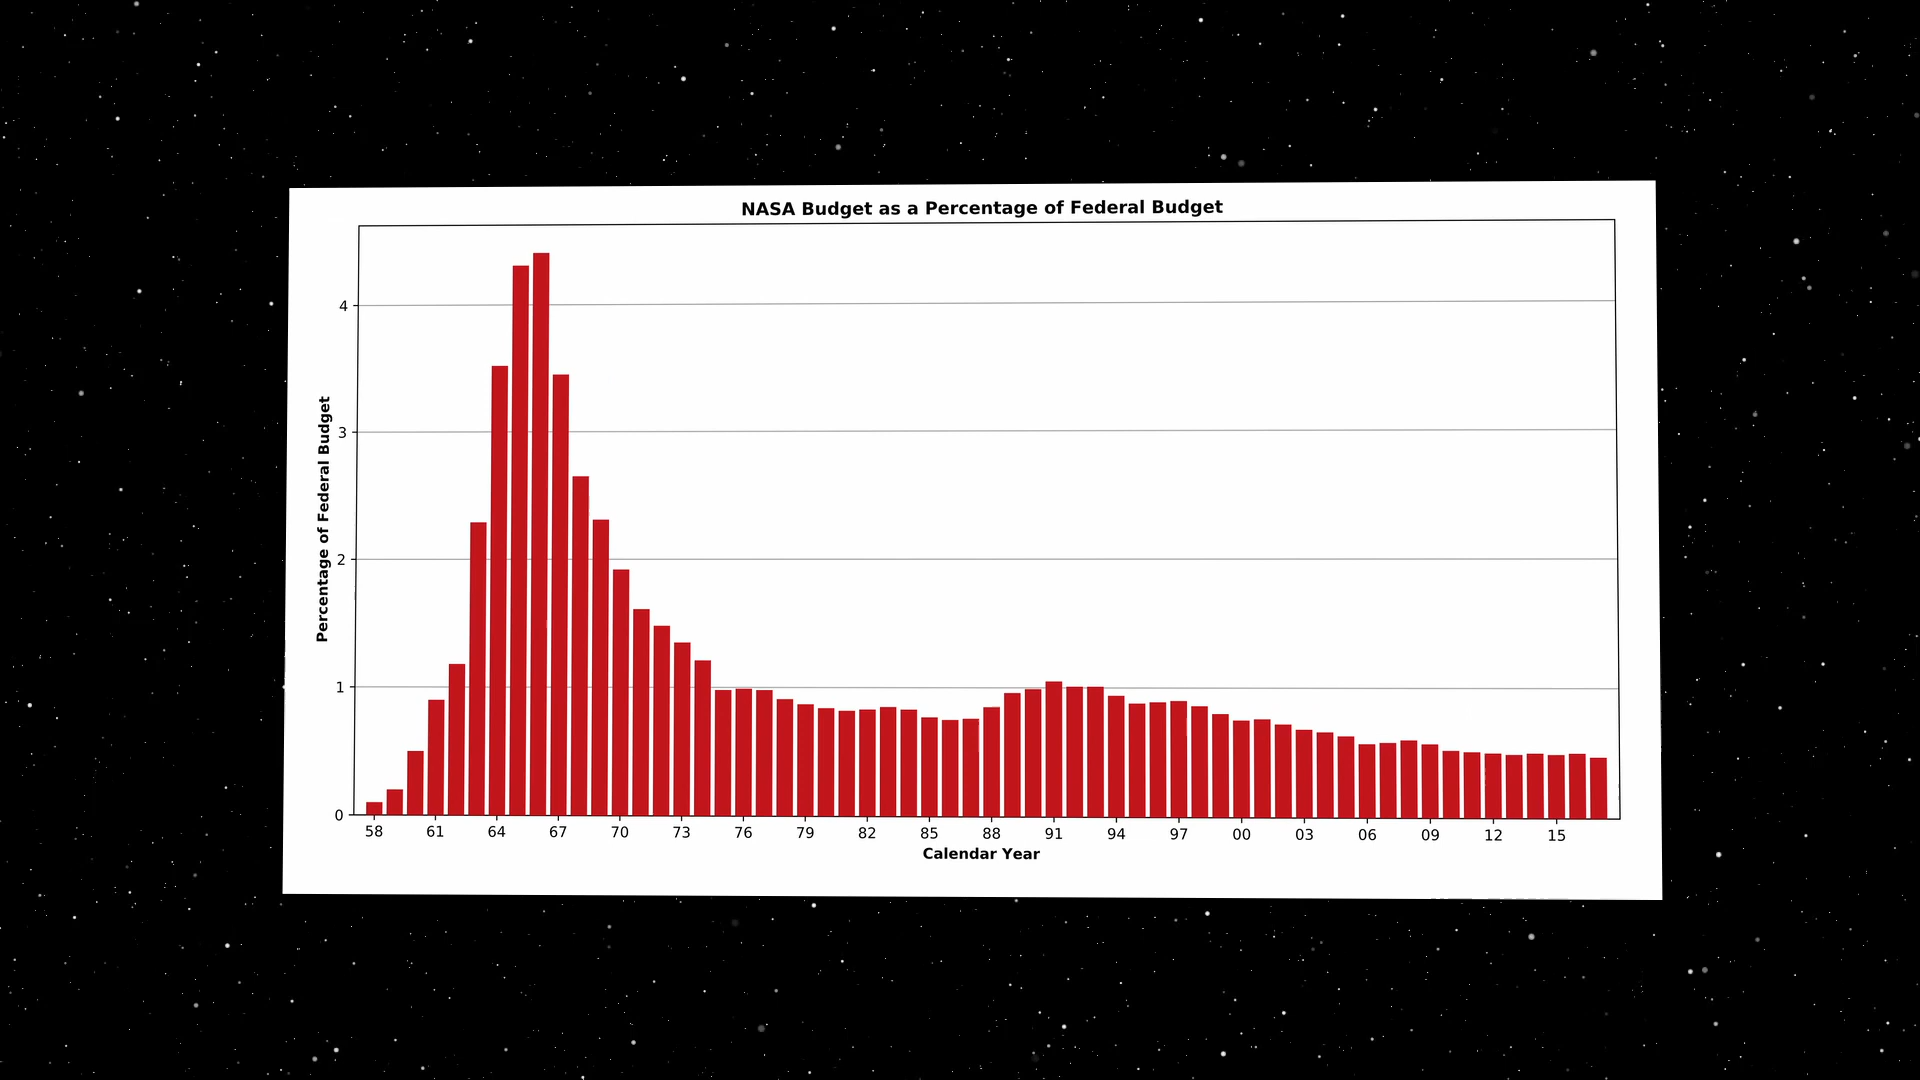 NASA Budget as a Percentage of Federal Budget
Percentage of Federal Budget
4
3
2
1
0
58 61 64 67 70 73 76 79 82 85 88 91 94 97 00 03 06 09 12 15
Calendar Year